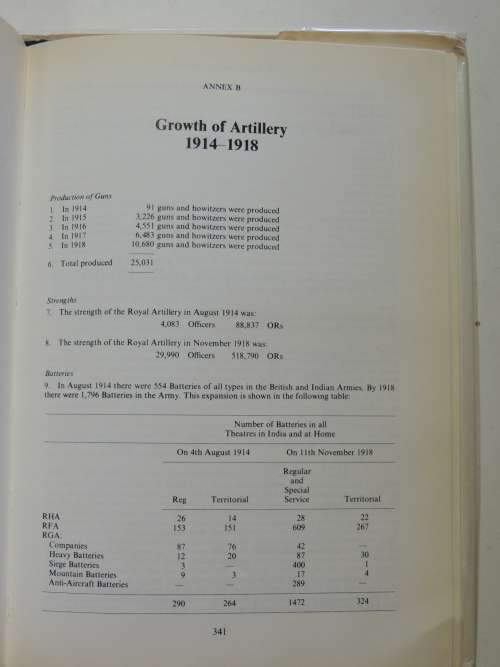 ANNEX B
Growth of Artillery
1914–1918
Production of Guns
1. In 1914 91 guns and howitzers were produced
2. In 1915 3,226 guns and howitzers were produced
3. In 1916 4,551 guns and howitzers were produced
4. In 1917 6,483 guns and howitzers were produced
5. In 1918 10,680 guns and howitzers were produced
6. Total produced 25,031
Strengths
7. The strength of the Royal Artillery in August 1914 was:
4,083 Officers 88,837 ORs
8. The strength of the Royal Artillery in November 1918 was:
29,990 Officers 518,790 ORs
Batteries
9. In August 1914 there were 554 Batteries of all types in the British and Indian Armies. By 1918
there were 1,796 Batteries in the Army. This expansion is shown in the following table:
Number of Batteries in all
Theatres in India and at Home
On 4th August 1914 On 11th November 1918
Regular
and
Special
Reg Territorial Service Territorial
RHA 26 14 28 22
RFA 153 151 609 267
RGA:
Companies 87 76 42 —
Heavy Batteries 12 20 87 30
Siege Batteries 3 — 400 1
Mountain Batteries 9 3 17 4
Anti-Aircraft Batteries — — 289 —
290 264 1472 324
341